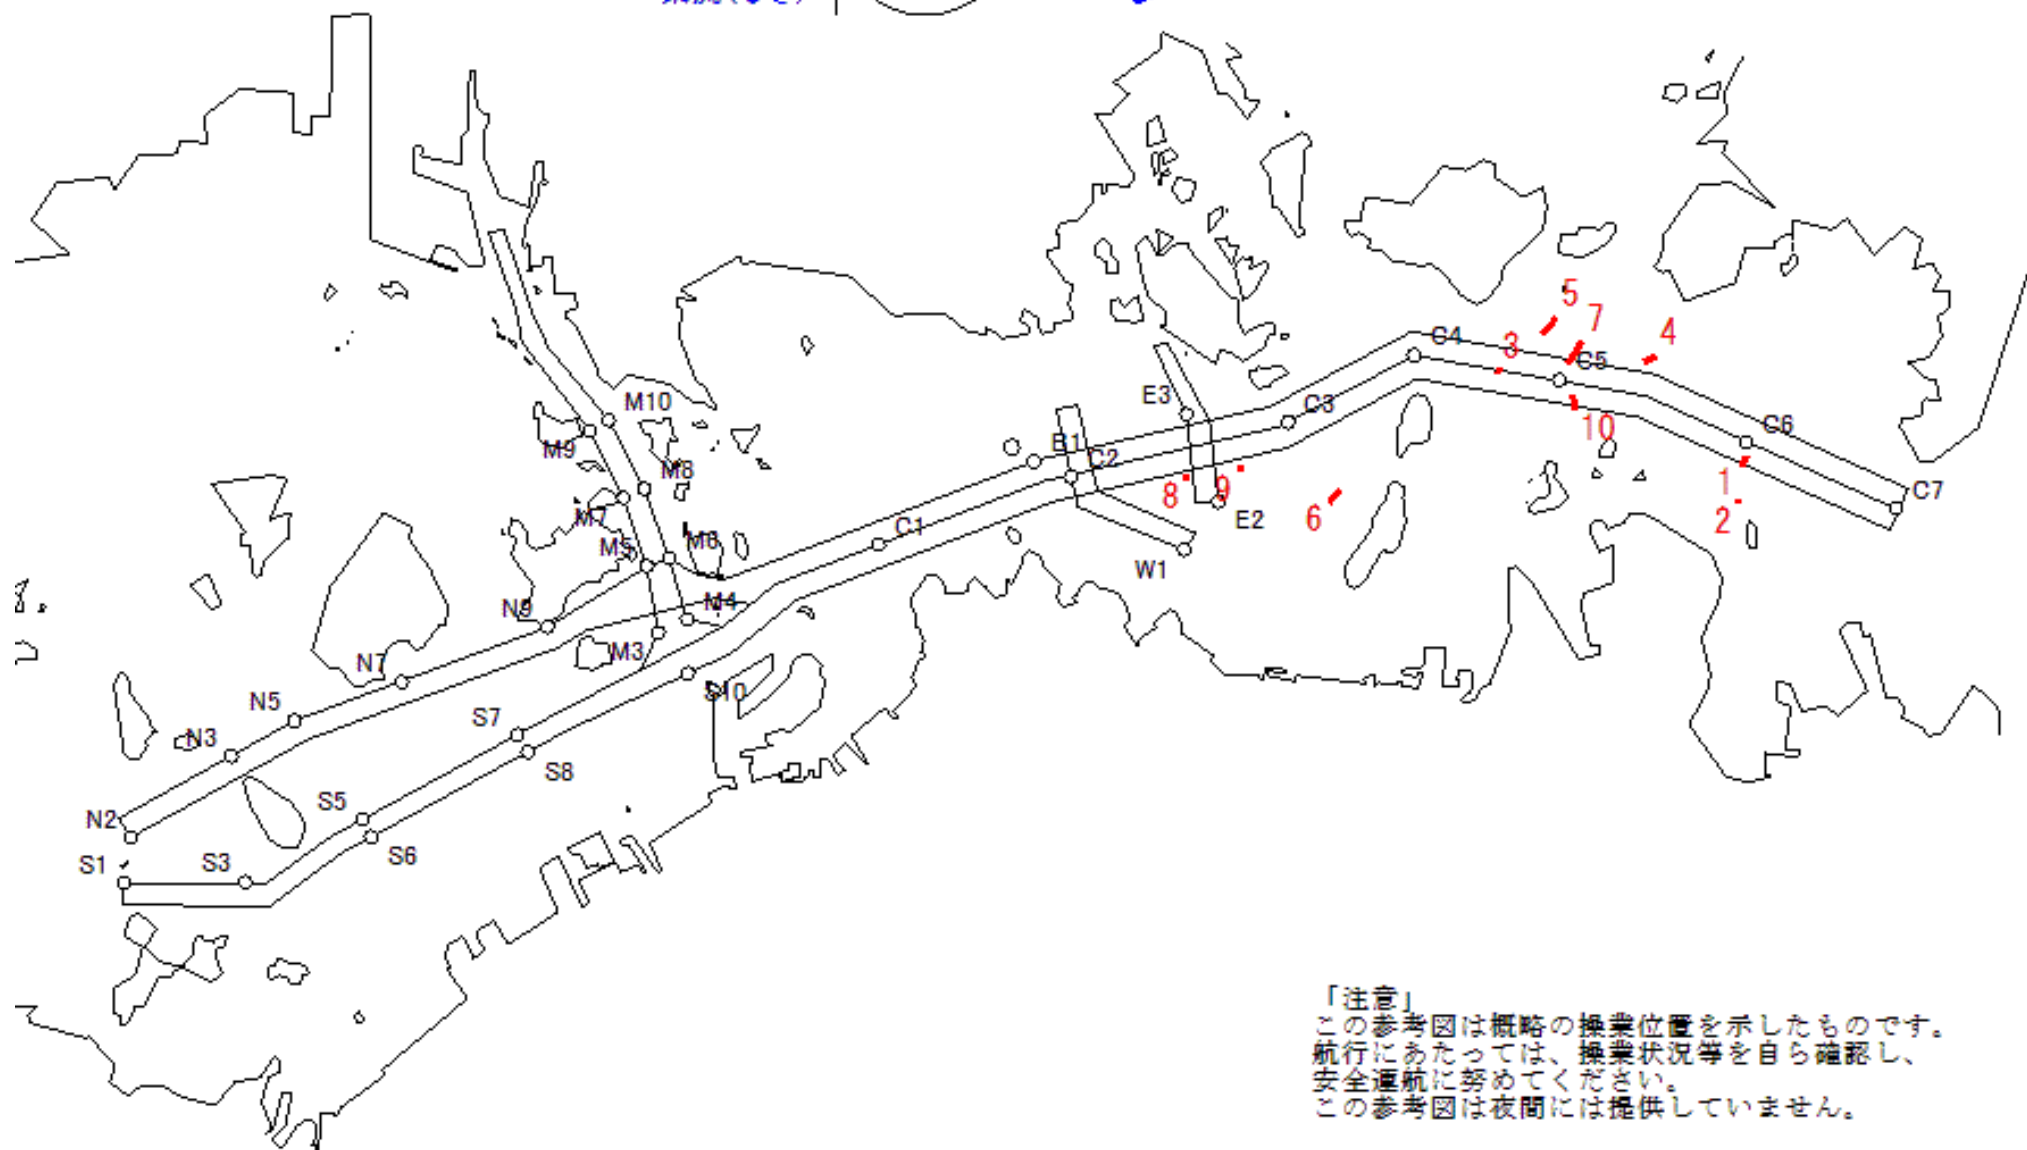 C4
5
7
3
4
C5
E3
M10
C3
C6
10
M9
B1
C2
M8
1
C7
8
9
6
2
E2
M7
C1
M5
M6
W1
N9
M4
M3
N7
S10
N5
S7
N3
S8
S5
N2
S6
S1
S3
「注意」
この参考図は概略の操業位置を示したものです。
航行にあたっては、操業状況等を自ら確認し、
安全運航に努めてください。
この参考図は夜間には提供していません。